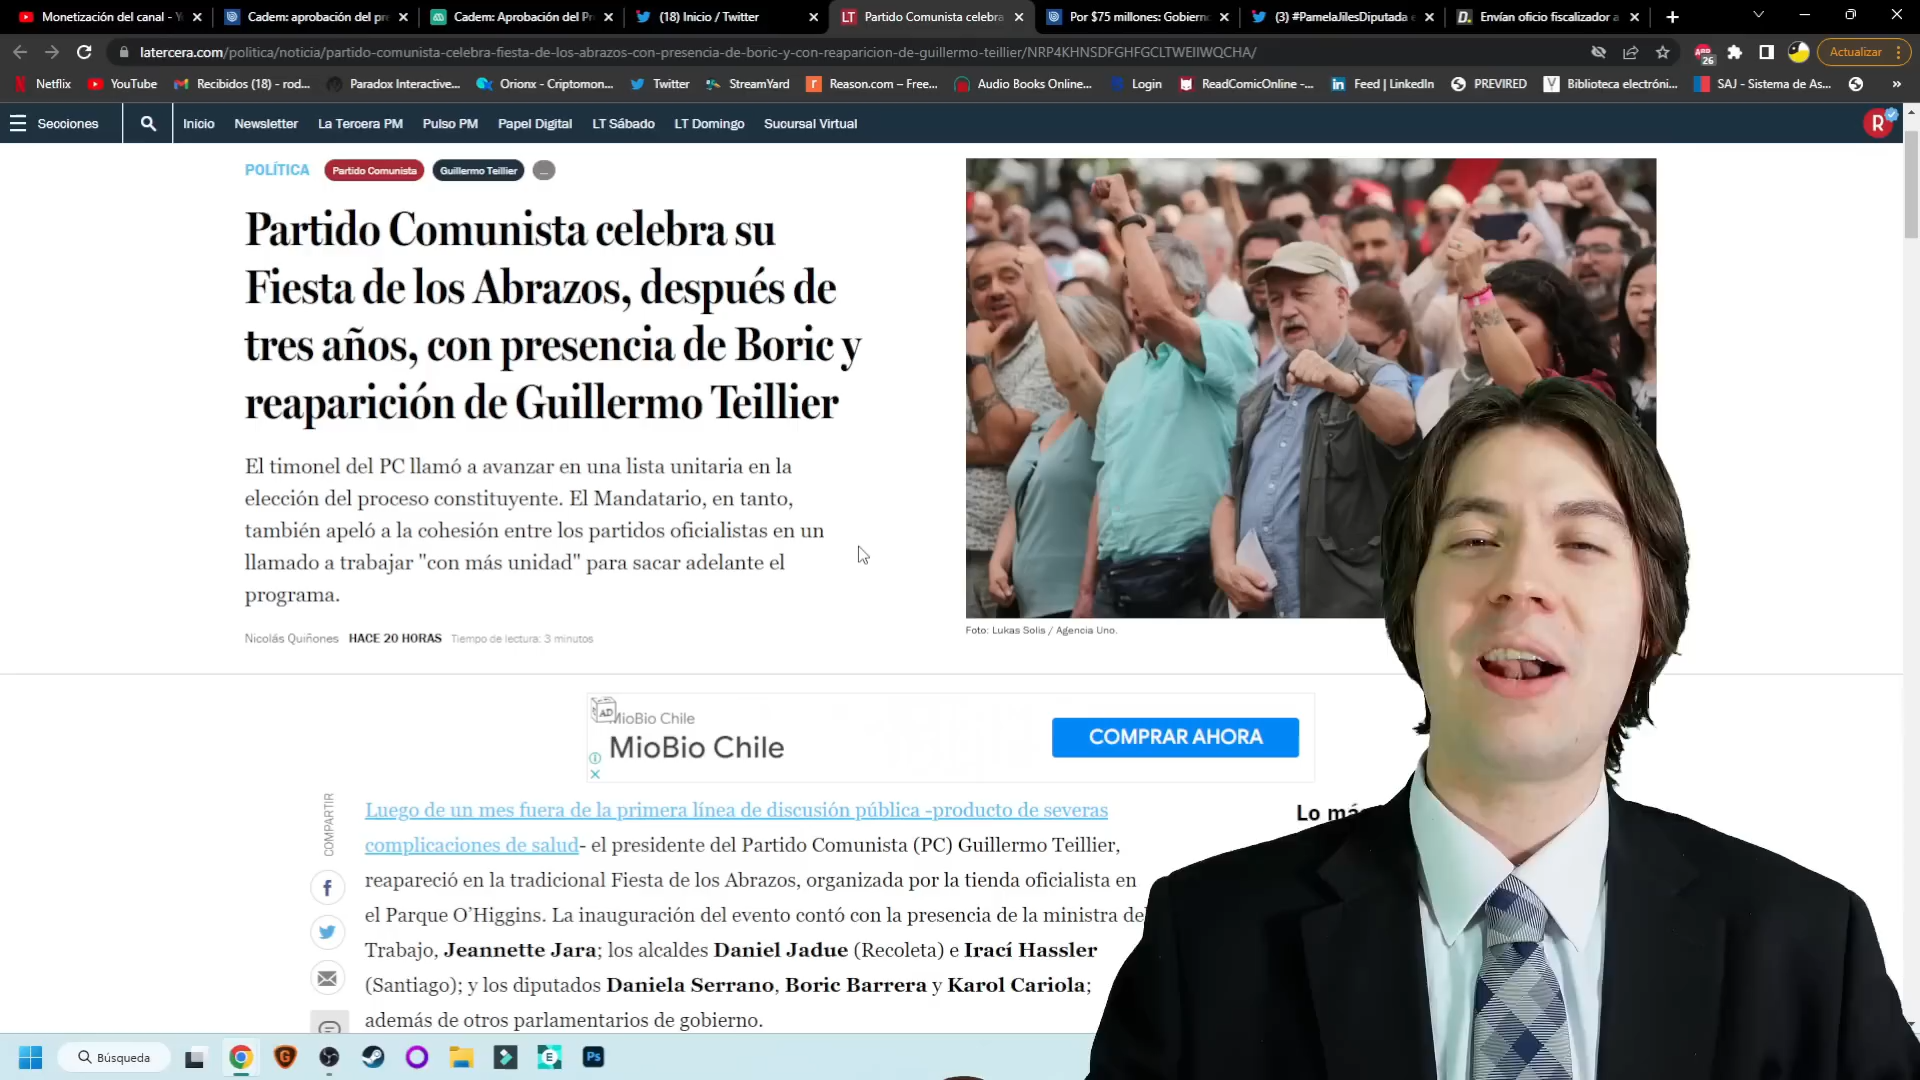 Monetización del canal - Y
Cadem: aprobación del pre
Cadem: Aprobación del Pr
(18) Inicio / Twitter
LT Partido Comunista celebra
Por $75 millones: Gobierno
(3) #PamelaJilesDiputada e
D. Envían oficio fiscalizador a
latercera.com/politica/noticia/partido-comunista-celebra-fiesta-de-los-abrazos-con-presencia-de-boric-y-con-reaparicion-de-guillermo-teillier/NRP4KHNSDFGHFGCLTWEIIWQCHA/
26
Actualizar
Netflix
YouTube
Recibidos (18) - rod...
Paradox Interactive...
Orionx - Criptomon...
Twitter
StreamYard
Reason.com – Free...
Audio Books Online...
Login
ReadComicOnline -...
Feed | LinkedIn
PREVIRED
Biblioteca electróni...
SAJ - Sistema de As...
»
Secciones
Inicio
Newsletter
La Tercera PM
Pulso PM
Papel Digital
LT Sábado
LT Domingo
Sucursal Virtual
R
POLÍTICA
Partido Comunista
Guillermo Teillier
...
Partido Comunista celebra su
Fiesta de los Abrazos, después de
tres años, con presencia de Boric y
reaparición de Guillermo Teillier
El timonel del PC llamó a avanzar en una lista unitaria en la
elección del proceso constituyente. El Mandatario, en tanto,
también apeló a la cohesión entre los partidos oficialistas en un
llamado a trabajar "con más unidad" para sacar adelante el
programa.
Nicolás Quiñones HACE 20 HORAS Tiempo de lectura: 3 minutos
Foto: Lukas Solis / Agencia Uno.
AD
MioBio Chile
MioBio Chile
COMPRAR AHORA
COMPARTIR
Luego de un mes fuera de la primera línea de discusión pública -producto de severas
complicaciones de salud- el presidente del Partido Comunista (PC) Guillermo Teillier,
reapareció en la tradicional Fiesta de los Abrazos, organizada por la tienda oficialista en
el Parque O’Higgins. La inauguración del evento contó con la presencia de la ministra del
Trabajo, Jeannette Jara; los alcaldes Daniel Jadue (Recoleta) e Irací Hassler
(Santiago); y los diputados Daniela Serrano, Boric Barrera y Karol Cariola;
además de otros parlamentarios de gobierno.
Lo má
Búsqueda
Ps